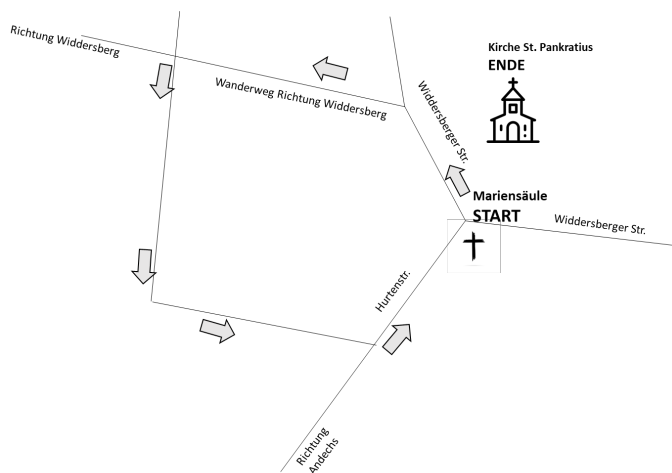 Richtung Widdersberg
Kirche St. Pankratius
ENDE
Wanderweg Richtung Widdersberg
Widdersberger Str.
Mariensäule
START
Widdersberger Str.
Hurtenstr.
Richtung
Andechs